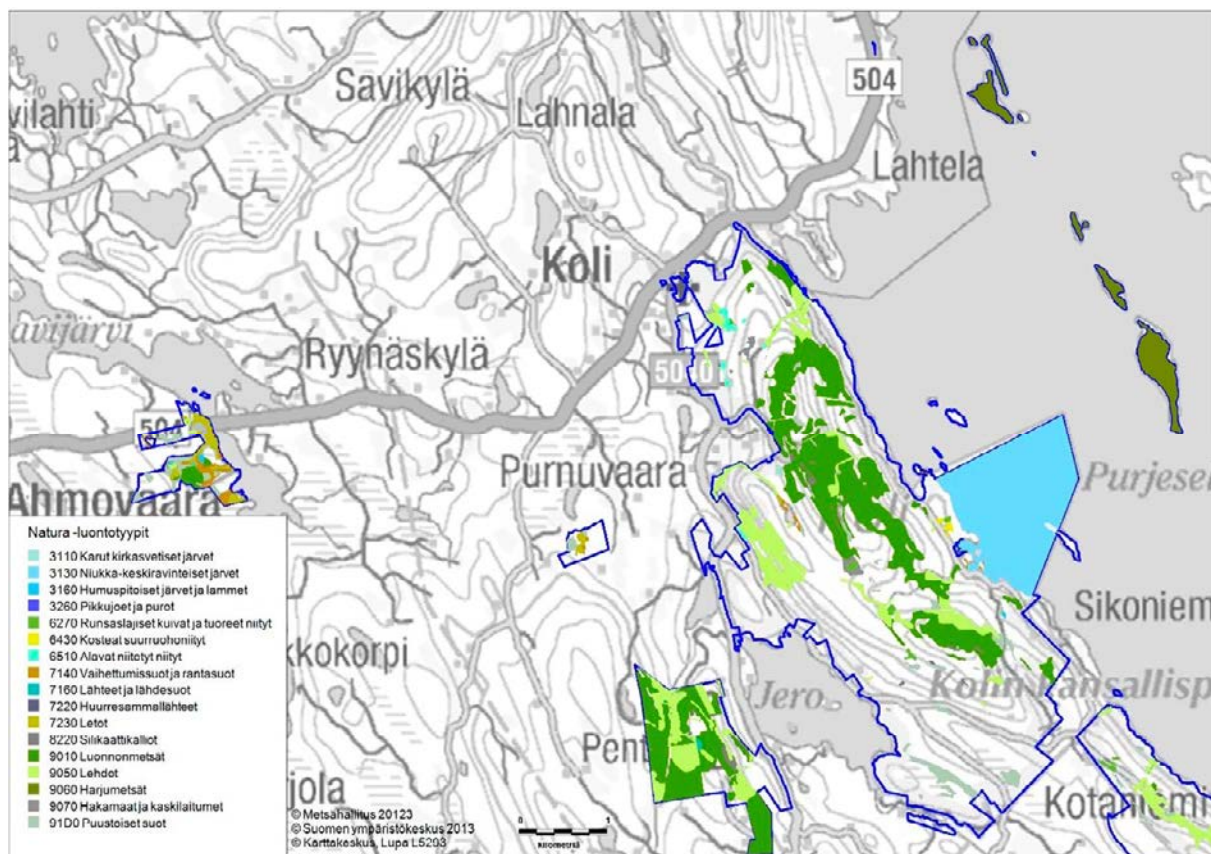 Savikylä
vilahti
Lahnala
504
Lahtela
Koli
avijärvi
Ryynäskylä
504
Purnuvaara
Purjesel
Ahmovaara
Sikoniem
kkokorpi
Jero
Pent
jola
Kotaniemi
Natura -luontotyypit
3110 Karut kirkasvetiset järvet
3130 Niukka-keskiravinteiset järvet
3160 Humuspitoiset järvet ja lammet
3260 Pikkujoet ja purot
6270 Runsaslajiset kuivat ja tuoreet niityt
6430 Kosteat suurruohoniityt
6510 Alavat niitetyt niityt
7140 Vaihettumissuot ja rantasuot
7160 Lähteet ja lähdesuot
7220 Huurresammallähteet
7230 Letot
8220 Silikaattikalliot
9010 Luonnonmetsät
9050 Lehdot
9060 Harjumetsät
9070 Hakamaat ja kaskilaitumet
91D0 Puustoiset suot
© Metsähallitus 20123
© Suomen ympäristökeskus 2013
© Karttakeskus, Lupa L5293
0 1
kilometriä